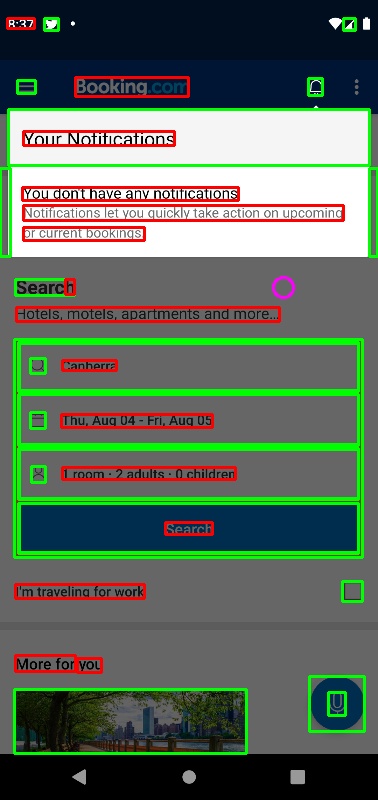 8:37
Booking.com
Your Notifications
You don't have any notifications
Notifications let you quickly take action on upcoming
or current bookings.
Search
Hotels, motels, apartments and more...
Canberra
Thu, Aug 04 - Fri, Aug 05
1 room · 2 adults · 0 children
Search
I'm traveling for work
More for you